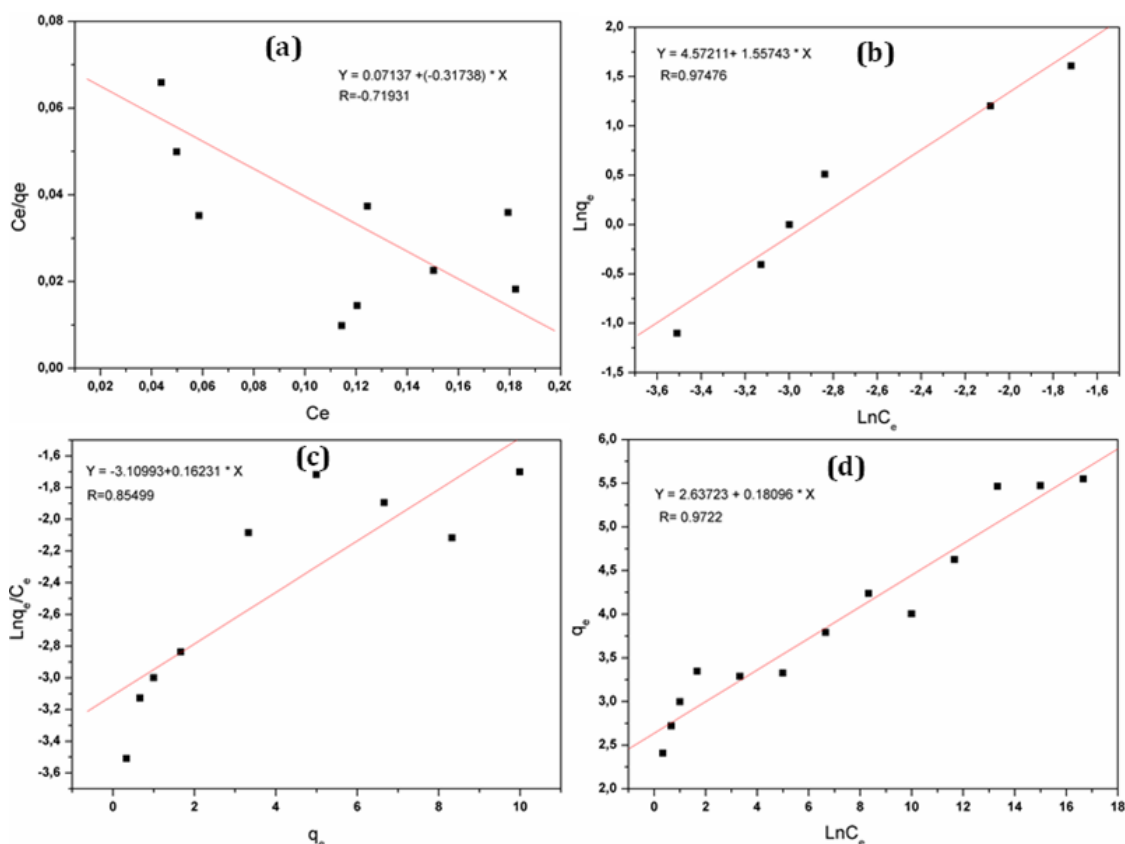 (a)
Y = 0.07137 +(-0.31738) * X
R=-0.71931
0,08
0,06
0,04
0,02
0,00
Ce/qe
0,02 0,04 0,06 0,08 0,10 0,12 0,14 0,16 0,18 0,20
Ce
(b)
Y = 4.57211+ 1.55743 * X
R=0.97476
2,0
1,5
1,0
0,5
0,0
-0,5
-1,0
-1,5
Lnqe
-3,6 -3,4 -3,2 -3,0 -2,8 -2,6 -2,4 -2,2 -2,0 -1,8 -1,6
LnCe
(c)
Y = -3.10993+0.16231 * X
R=0.85499
-1,6
-1,8
-2,0
-2,2
-2,4
-2,6
-2,8
-3,0
-3,2
-3,4
-3,6
Lnqe/Ce
0 2 4 6 8 10
qe
(d)
Y = 2.63723 + 0.18096 * X
R= 0.9722
6,0
5,5
5,0
4,5
4,0
3,5
3,0
2,5
2,0
qe
0 2 4 6 8 10 12 14 16 18
LnCe